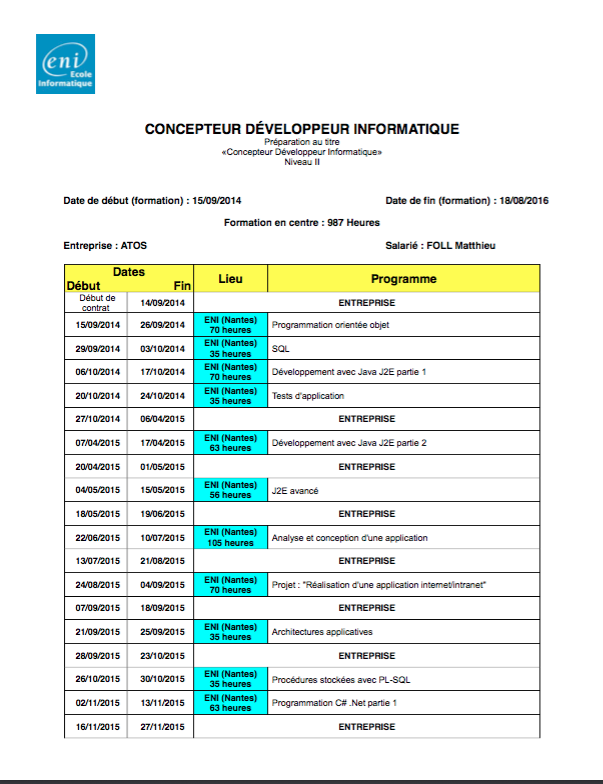 eni
Ecole
Informatique
CONCEPTEUR DÉVELOPPEUR INFORMATIQUE
Préparation au titre
«Concepteur Développeur Informatique»
Niveau II
Date de début (formation) : 15/09/2014 Date de fin (formation) : 18/08/2016
Formation en centre : 987 Heures
Entreprise : ATOS Salarié : FOLL Matthieu
Dates
Début Fin Lieu Programme
Début de
contrat 14/09/2014 ENTREPRISE
15/09/2014 26/09/2014 ENI (Nantes)
70 heures Programmation orientée objet
29/09/2014 03/10/2014 ENI (Nantes)
35 heures SQL
06/10/2014 17/10/2014 ENI (Nantes)
70 heures Développement avec Java J2E partie 1
20/10/2014 24/10/2014 ENI (Nantes)
35 heures Tests d'application
27/10/2014 06/04/2015 ENTREPRISE
07/04/2015 17/04/2015 ENI (Nantes)
63 heures Développement avec Java J2E partie 2
20/04/2015 01/05/2015 ENTREPRISE
04/05/2015 15/05/2015 ENI (Nantes)
56 heures J2E avancé
18/05/2015 19/06/2015 ENTREPRISE
22/06/2015 10/07/2015 ENI (Nantes)
105 heures Analyse et conception d'une application
13/07/2015 21/08/2015 ENTREPRISE
24/08/2015 04/09/2015 ENI (Nantes)
70 heures Projet : "Réalisation d'une application internet/intranet"
07/09/2015 18/09/2015 ENTREPRISE
21/09/2015 25/09/2015 ENI (Nantes)
35 heures Architectures applicatives
28/09/2015 23/10/2015 ENTREPRISE
26/10/2015 30/10/2015 ENI (Nantes)
35 heures Procédures stockées avec PL-SQL
02/11/2015 13/11/2015 ENI (Nantes)
63 heures Programmation C# .Net partie 1
16/11/2015 27/11/2015 ENTREPRISE